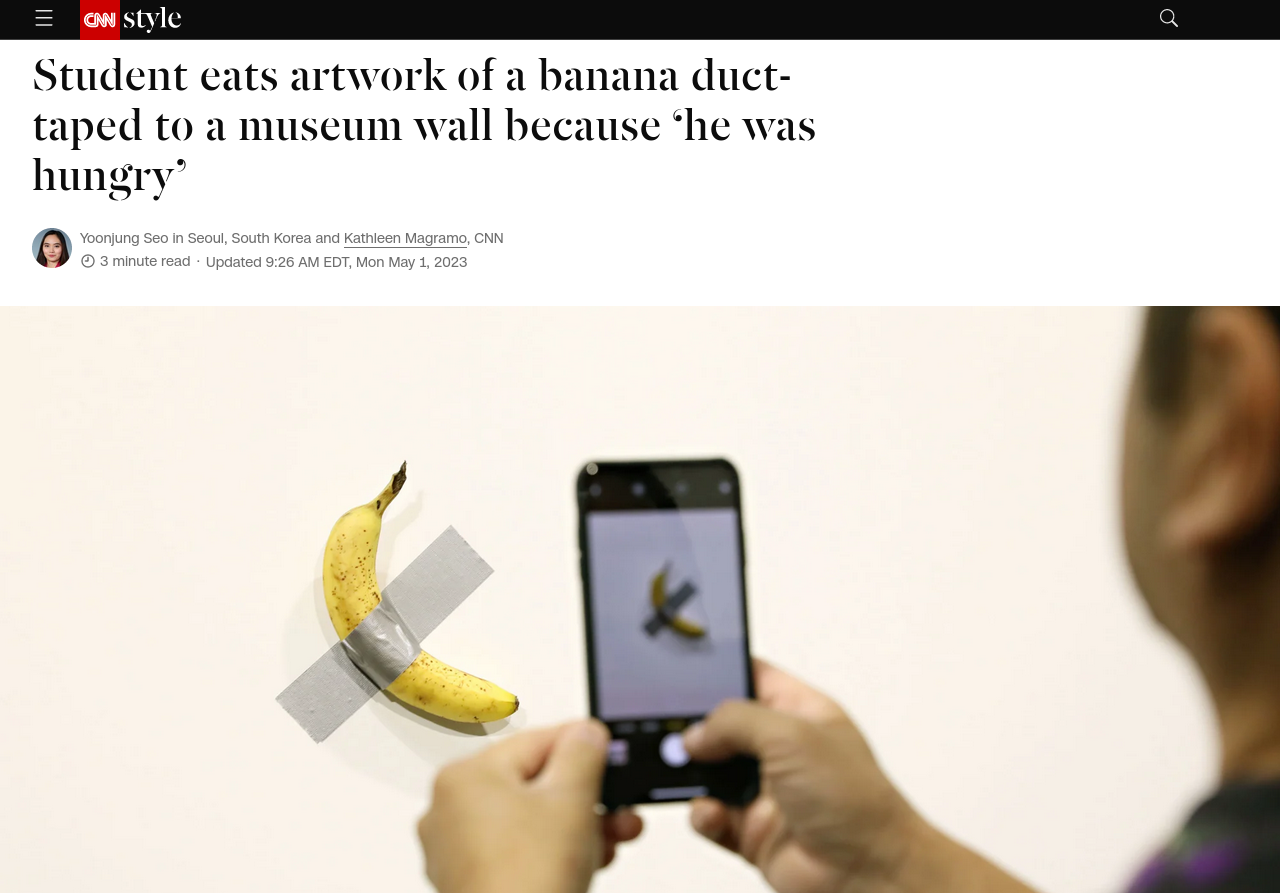 CNN style
Student eats artwork of a banana duct-
taped to a museum wall because ‘he was
hungry’
Yoonjung Seo in Seoul, South Korea and Kathleen Magramo, CNN
3 minute read · Updated 9:26 AM EDT, Mon May 1, 2023